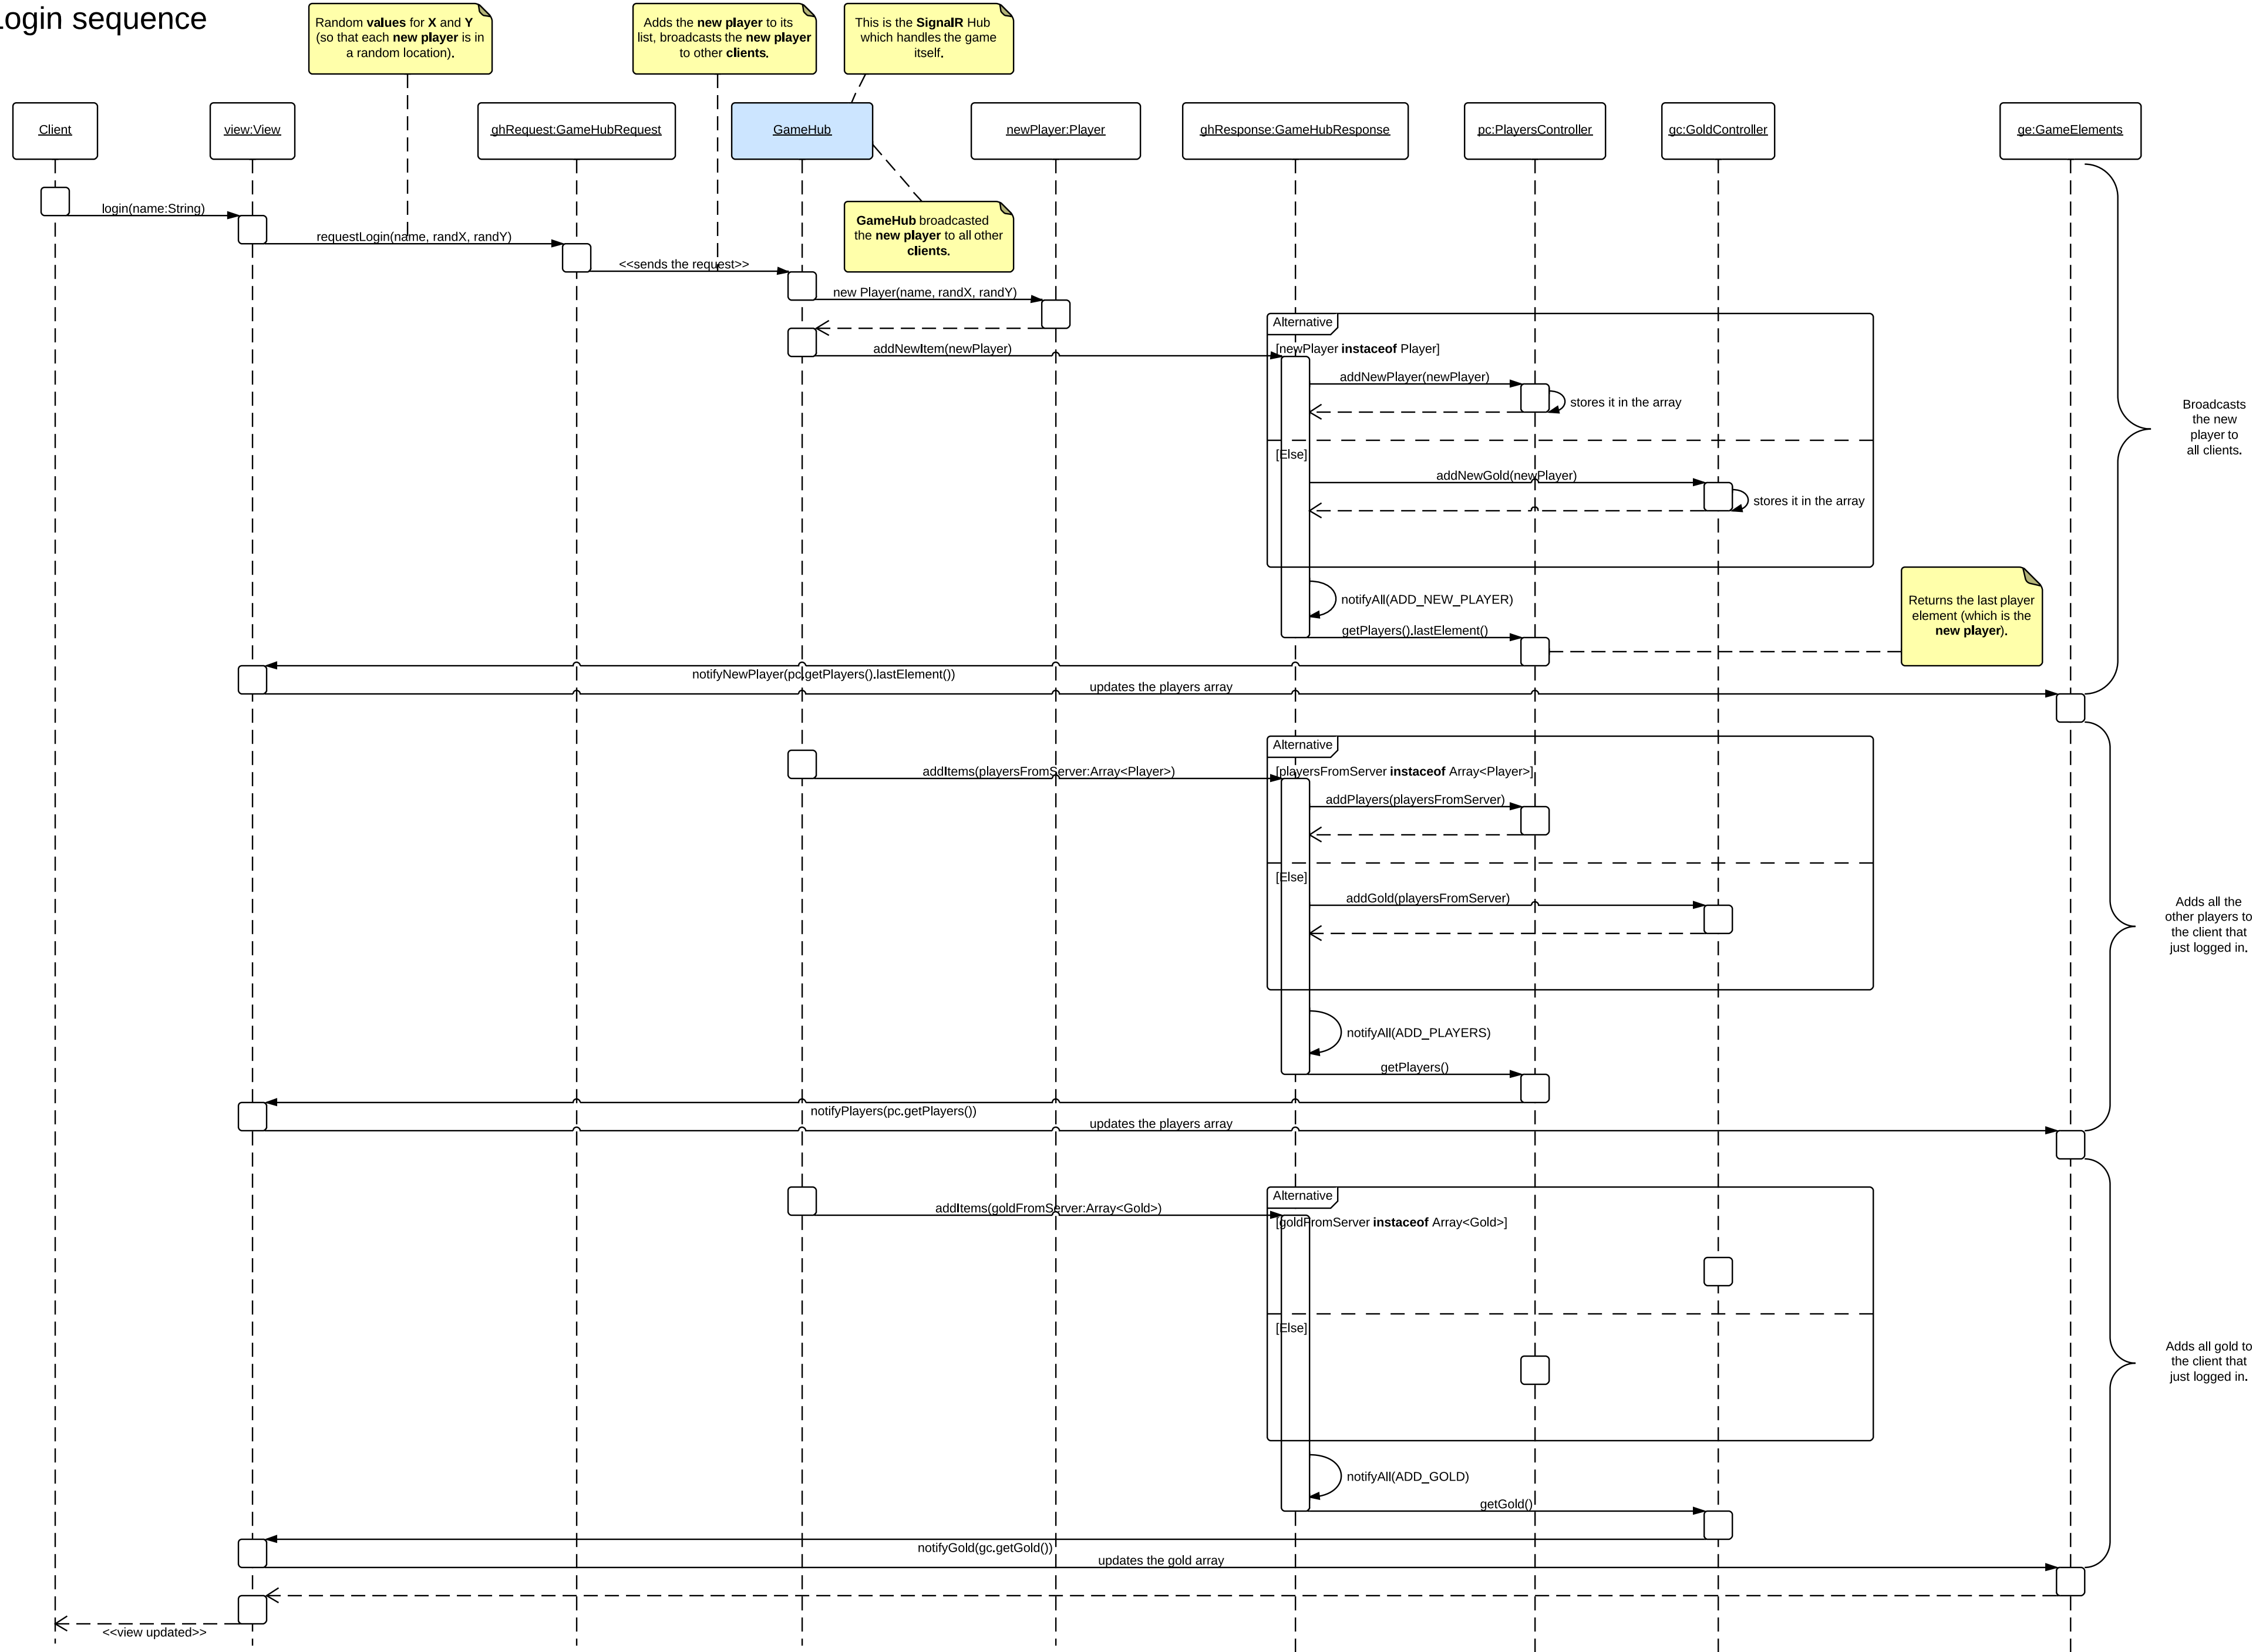 Login sequence
Random values for X and Y
(so that each new player is in
a random location).
Adds the new player to its
list, broadcasts the new player
to other clients.
This is the SignalR Hub
which handles the game
itself.
Client
view:View
ghRequest:GameHubRequest
GameHub
newPlayer:Player
ghResponse:GameHubResponse
pc:PlayersController
gc:GoldController
ge:GameElements
login(name:String)
GameHub broadcasted
the new player to all other
clients.
requestLogin(name, randX, randY)
<<sends the request>>
new Player(name, randX, randY)
Alternative
addNewItem(newPlayer)
[newPlayer instaceof Player]
addNewPlayer(newPlayer)
stores it in the array
Broadcasts
the new
player to
all clients.
[Else]
addNewGold(newPlayer)
stores it in the array
notifyAll(ADD_NEW_PLAYER)
Returns the last player
element (which is the
new player).
getPlayers().lastElement()
notifyNewPlayer(pc.getPlayers().lastElement())
updates the players array
Alternative
addItems(playersFromServer:Array<Player>)
[playersFromServer instaceof Array<Player>]
addPlayers(playersFromServer)
[Else]
addGold(playersFromServer)
Adds all the
other players to
the client that
just logged in.
notifyAll(ADD_PLAYERS)
getPlayers()
notifyPlayers(pc.getPlayers())
updates the players array
Alternative
addItems(goldFromServer:Array<Gold>)
[goldFromServer instaceof Array<Gold>]
[Else]
Adds all gold to
the client that
just logged in.
notifyAll(ADD_GOLD)
getGold()
notifyGold(gc.getGold())
updates the gold array
<<view updated>>